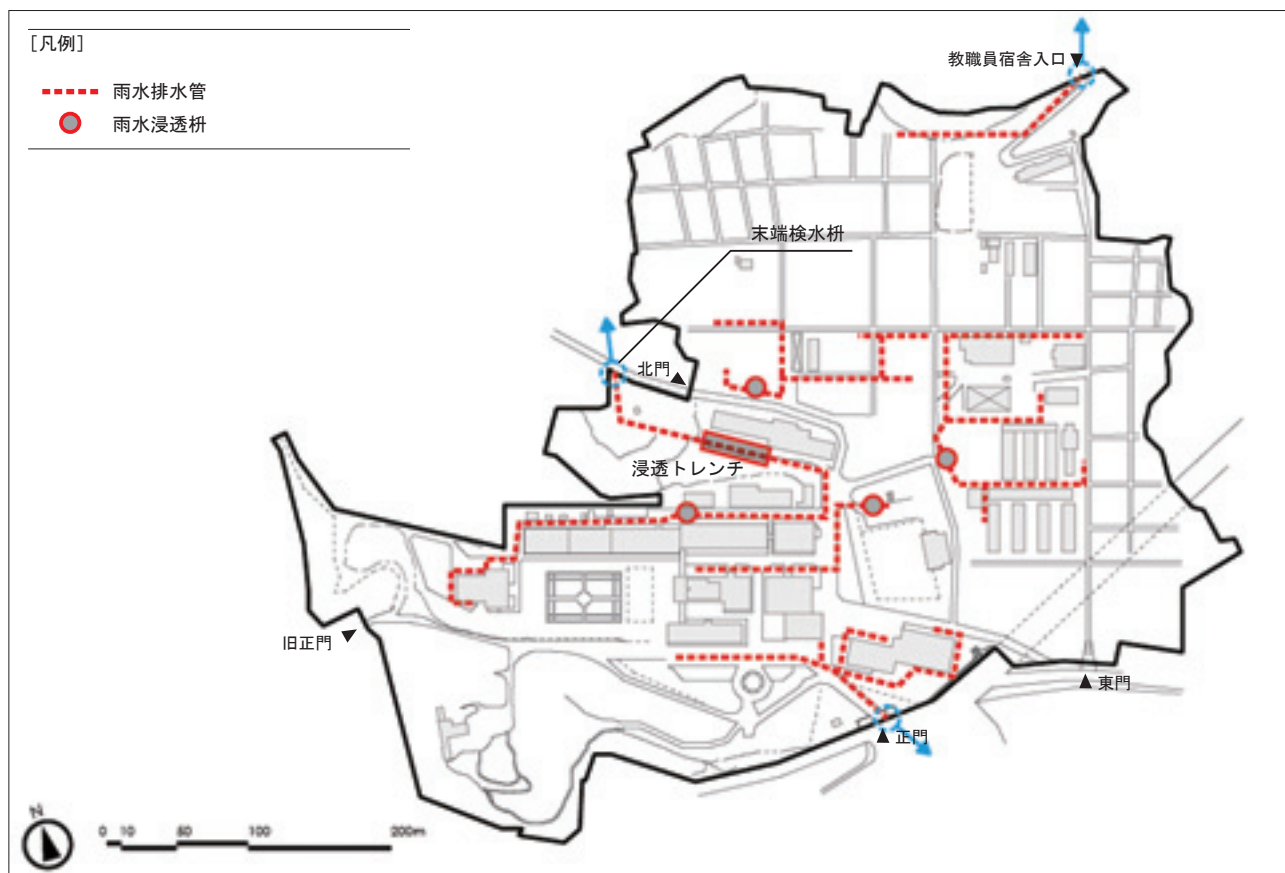 [凡例]
雨水排水管
雨水浸透枡
教職員宿舎入口
末端検水枡
北門
浸透トレンチ
旧正門
東門
正門
N
0 10 50 100 200m